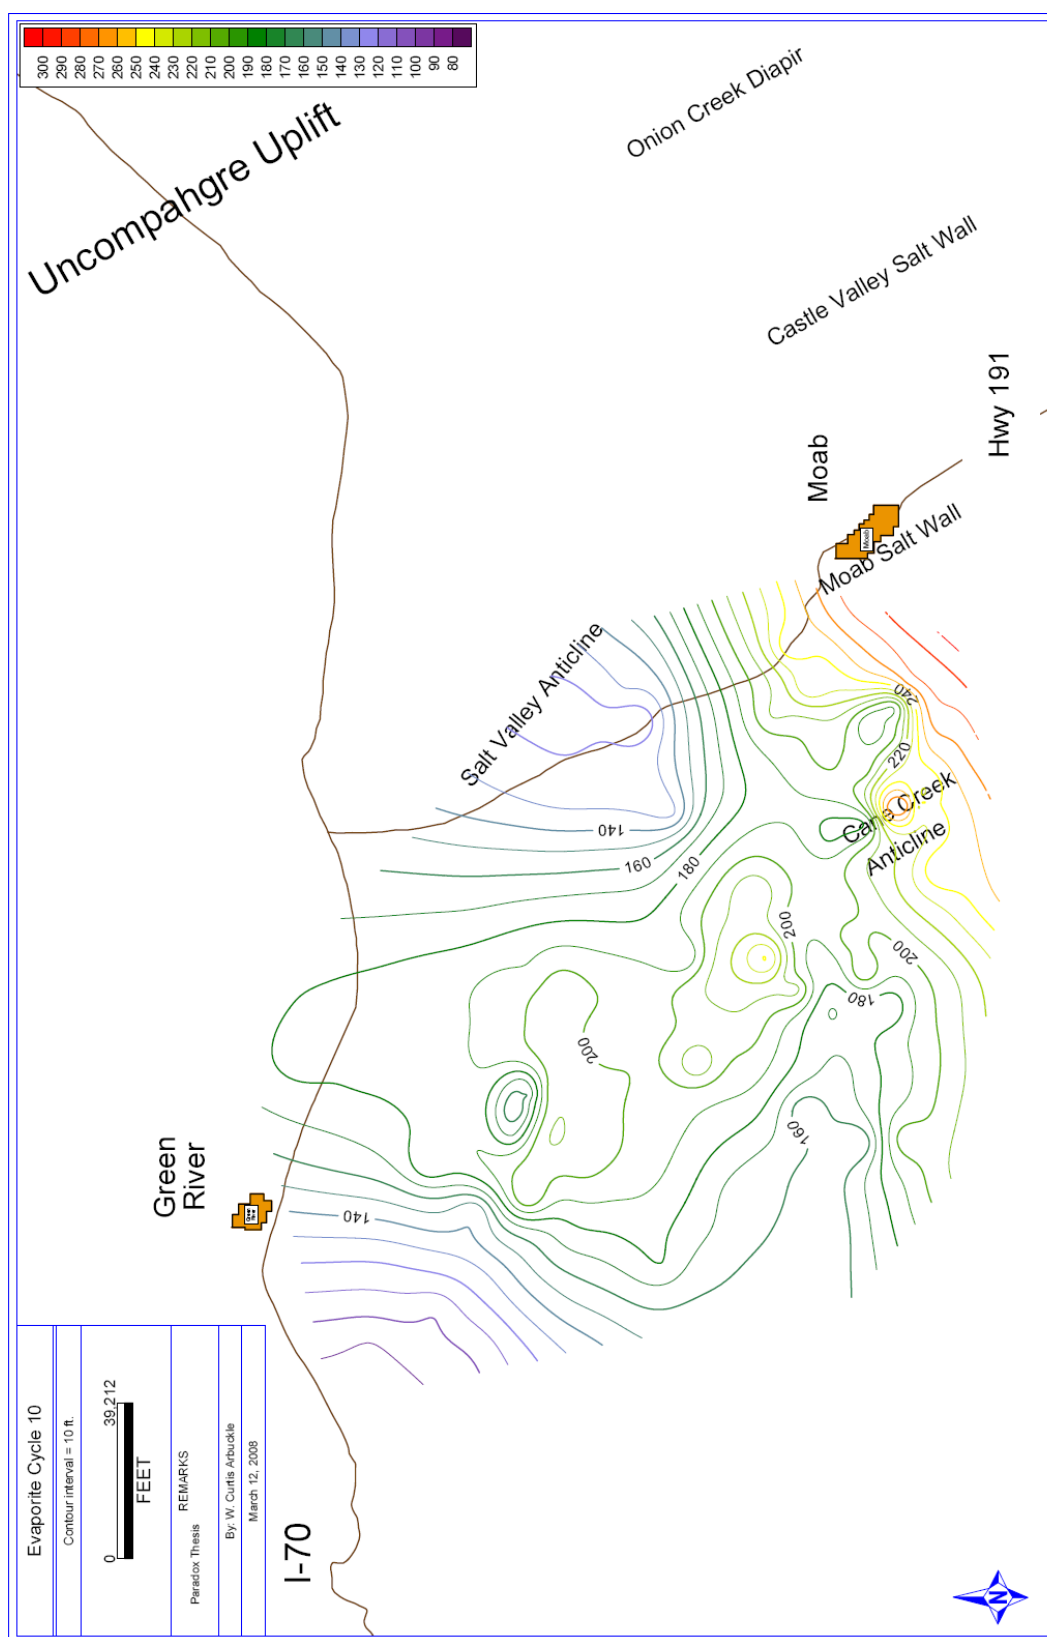 300
290
280
270
260
250
240
230
220
210
200
190
180
170
160
150
140
130
120
110
100
90
80
Uncompahgre Uplift
Onion Creek Diapir
Castle Valley Salt Wall
Hwy 191
Moab
Moab
Moab Salt Wall
Salt Valley Anticline
240
220
Cane Creek
Anticline
140
160
180
200
200
180
200
160
140
Green
River
Green
River
I-70
Evaporite Cycle 10
Contour interval = 10 ft.
0
39,212
FEET
REMARKS
Paradox Thesis
By: W. Curtis Arbuckle
March 12, 2008
N